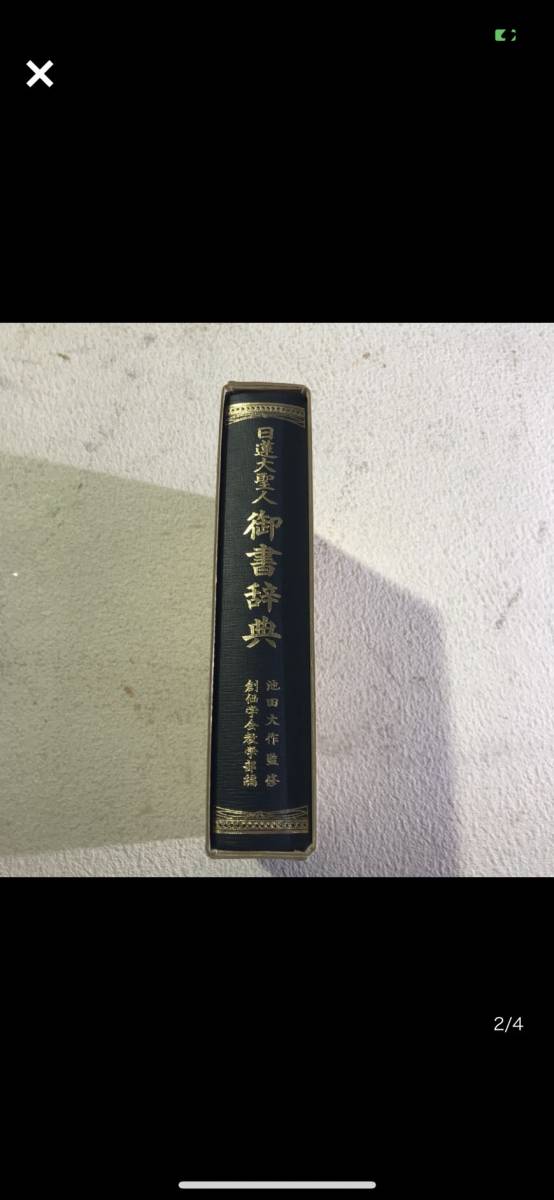 日蓮大聖人 御書辞典
池田大作監修
創価学会教学部編
2/4